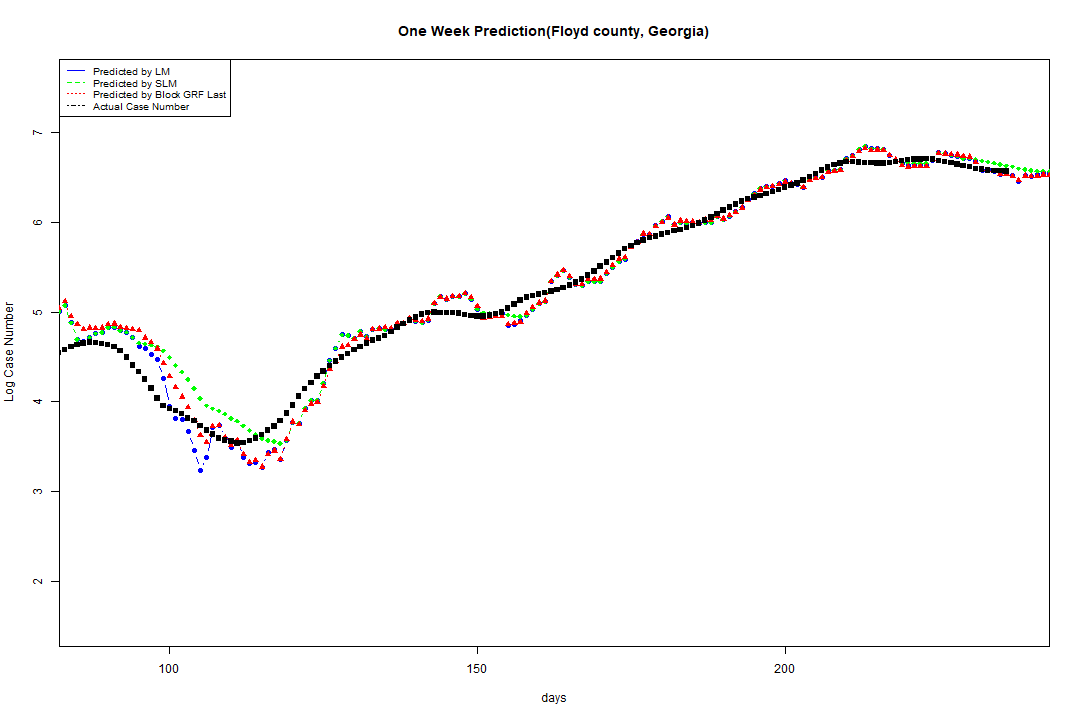 One Week Prediction(Floyd county, Georgia)
Predicted by LM
Predicted by SLM
Predicted by Block GRF Last
Actual Case Number
Log Case Number
7
6
5
4
3
2
100 150 200
days